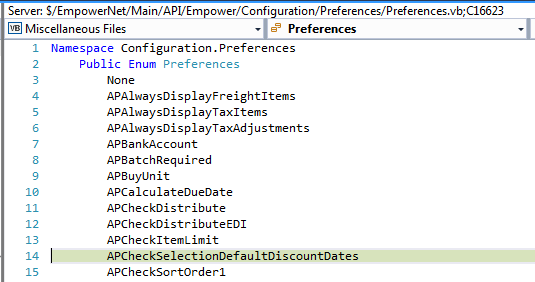 Server: $/EmpowerNet/Main/API/Empower/Configuration/Preferences/Preferences.vb;C16623
VB Miscellaneous Files Preferences
1 Namespace Configuration.Preferences
2 Public Enum Preferences
3 None
4 APAlwaysDisplayFreightItems
5 APAlwaysDisplayTaxItems
6 APAlwaysDisplayTaxAdjustments
7 APBankAccount
8 APBatchRequired
9 APBuyUnit
10 APCalculateDueDate
11 APCheckDistribute
12 APCheckDistributeEDI
13 APCheckItemLimit
14 APCheckSelectionDefaultDiscountDates
15 APCheckSortOrder1